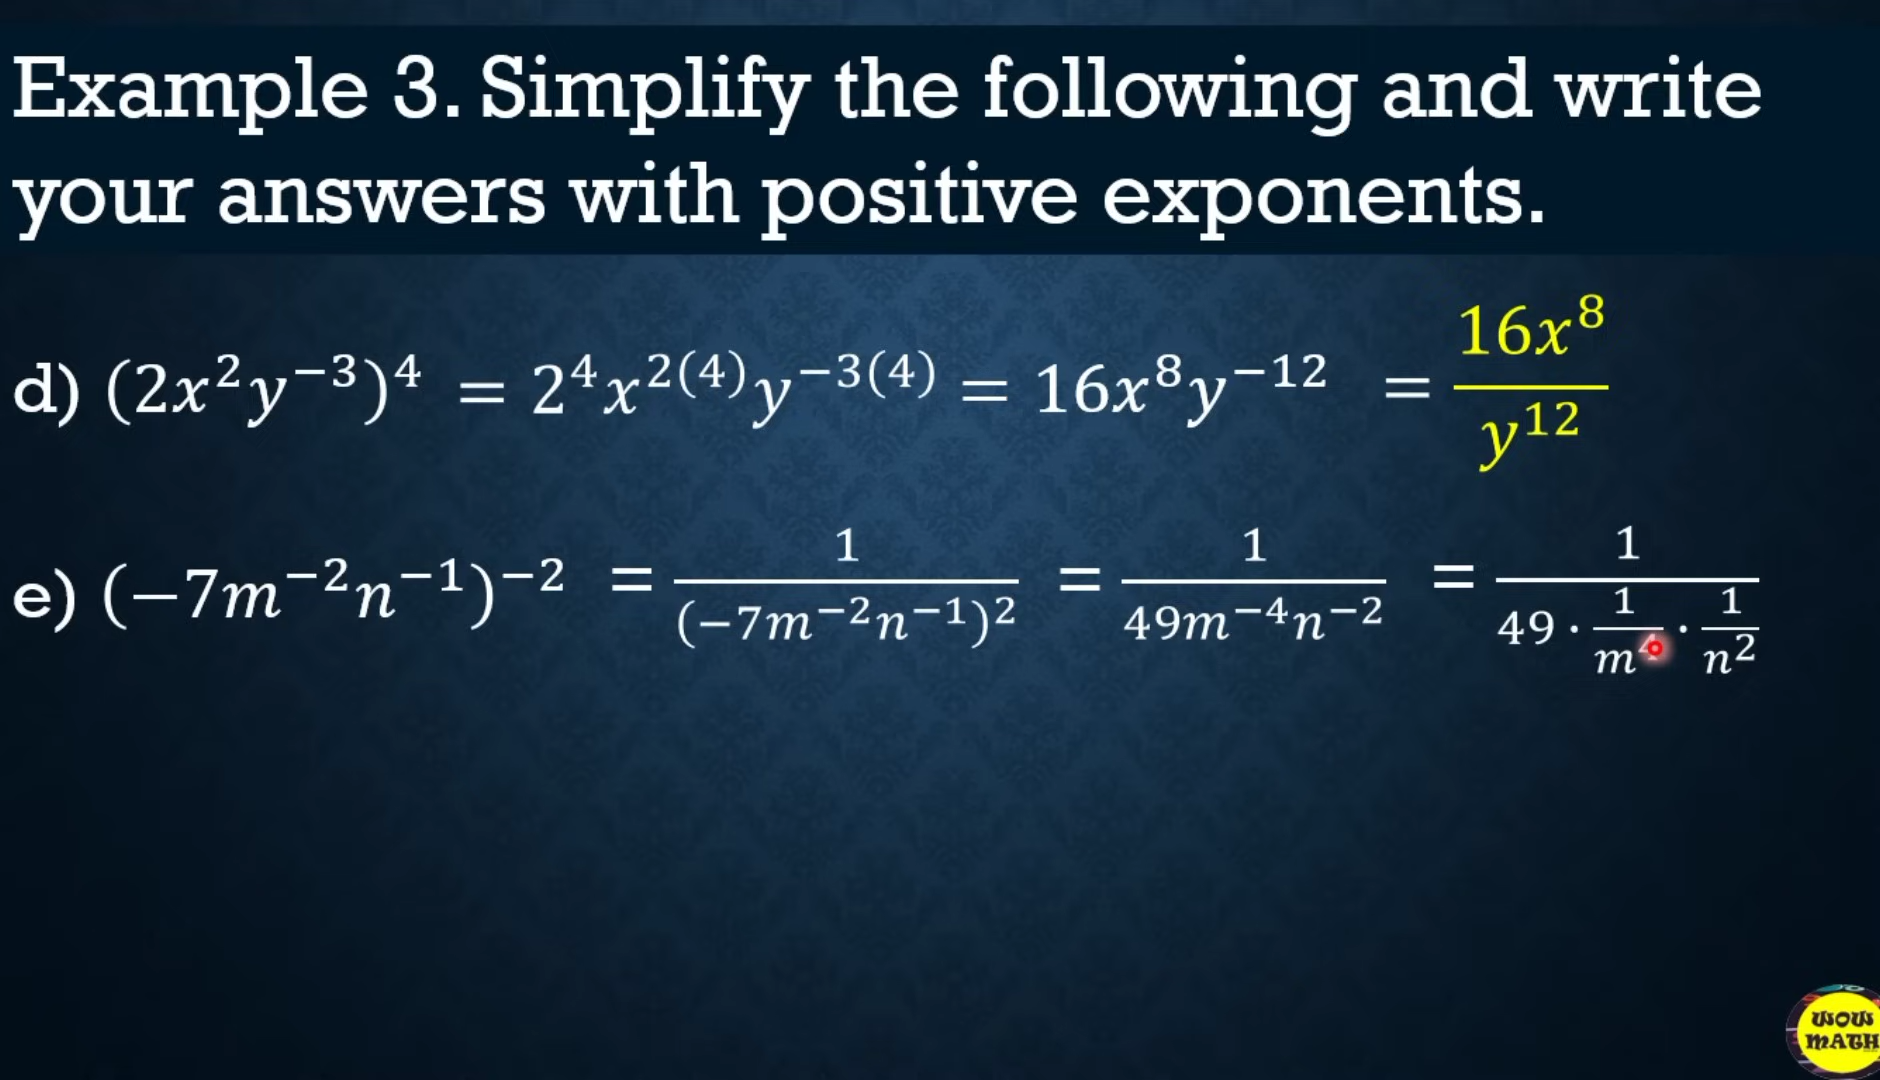 Example 3. Simplify the following and write
your answers with positive exponents.
d) (2x²y⁻³)⁴ = 2⁴x²⁽⁴⁾y⁻³⁽⁴⁾ = 16x⁸y⁻¹² = 16x⁸/y¹²
e) (−7m⁻²n⁻¹)⁻² = 1/(−7m⁻²n⁻¹)² = 1/49m⁻⁴n⁻² = 1/(49 · 1/m⁴ · 1/n²)
WOW
MATH